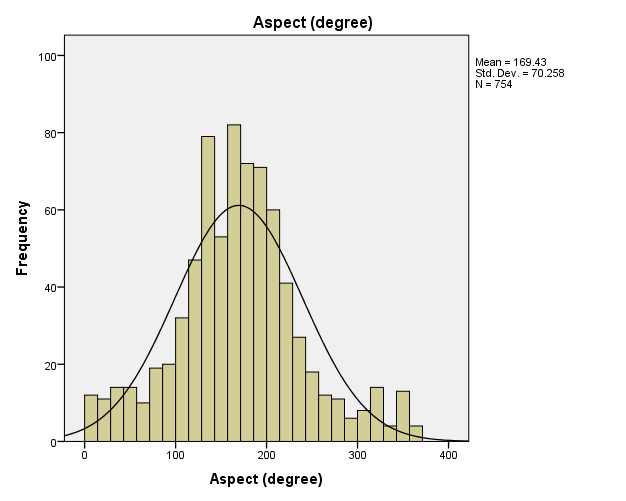 Aspect (degree)
Mean = 169.43
Std. Dev. = 70.258
N = 754
100
80
60
40
20
0
Frequency
0 100 200 300 400
Aspect (degree)